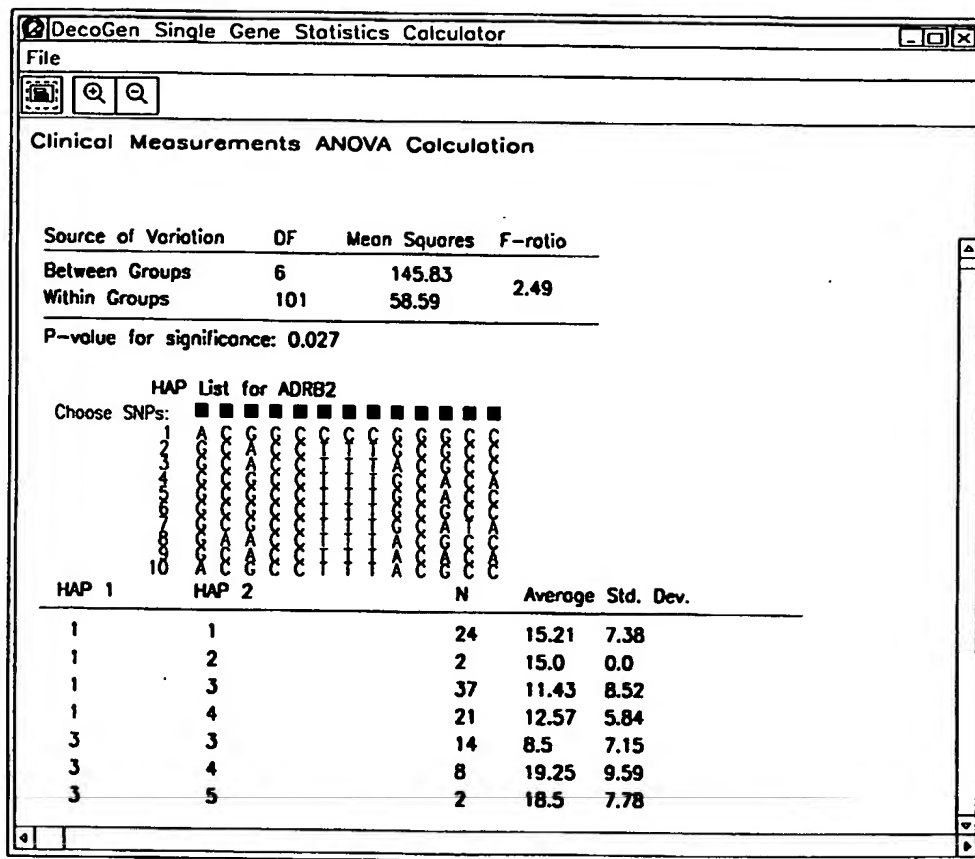 DecoGen Single Gene Statistics Calculator
File
Clinical Measurements ANOVA Calculation
Source of Variation DF Mean Squares F-ratio
Between Groups 6 145.83
2.49
Within Groups 101 58.59
P-value for significance: 0.027
HAP List for ADRB2
Choose SNPs:
1 A C G G C C C C G G G C C
2 G C A C C T T T G C G C C
3 G C A C C T T T A C G C C
4 G C G C C T T T G C A C A
5 G C G C C T T T G C A C C
6 G C G C C T T T G C G C C
7 G C G C C T T T G C A T A
8 G A A C C T T T A C G C C
9 G C A C C T T T A C A C A
10 A C G C C T T T A C G C C
HAP 1 HAP 2 N Average Std. Dev.
1 1 24 15.21 7.38
1 2 2 15.0 0.0
1 3 37 11.43 8.52
1 4 21 12.57 5.84
3 3 14 8.5 7.15
3 4 8 19.25 9.59
3 5 2 18.5 7.78